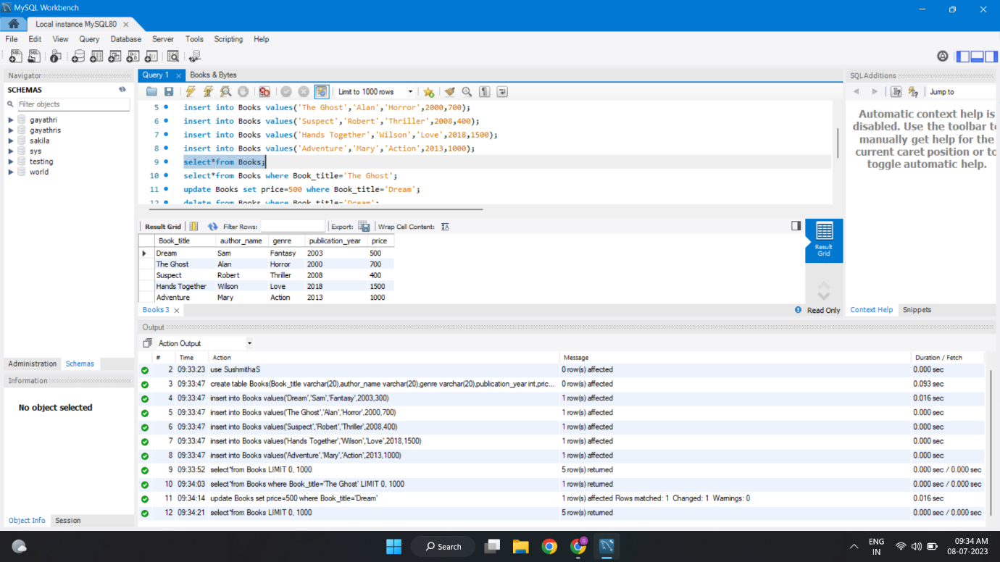 MySQL Workbench
Local instance MySQL80
File Edit View Query Database Server Tools Scripting Help
Navigator
SCHEMAS
Filter objects
gayathri
gayathris
sakila
sys
testing
world
Administration Schemas
Information
No object selected
Object Info Session
Query 1 Books & Bytes
Limit to 1000 rows
5 insert into Books values('The Ghost','Alan','Horror',2000,700);
6 insert into Books values('Suspect','Robert','Thriller',2008,400);
7 insert into Books values('Hands Together','Wilson','Love',2018,1500);
8 insert into Books values('Adventure','Mary','Action',2013,1000);
9 select*from Books;
10 select*from Books where Book_title='The Ghost';
11 update Books set price=500 where Book_title='Dream';
12 delete from Books where Book_title='Dream';
Result Grid Filter Rows: Export: Wrap Cell Content:
Book_title author_name genre publication_year price
Dream Sam Fantasy 2003 500
The Ghost Alan Horror 2000 700
Suspect Robert Thriller 2008 400
Hands Together Wilson Love 2018 1500
Adventure Mary Action 2013 1000
Result
Grid
Books 3 Read Only
SQLAdditions
Jump to
Automatic context help is
disabled. Use the toolbar to
manually get help for the
current caret position or to
toggle automatic help.
Context Help Snippets
Output
Action Output
# Time Action Message Duration / Fetch
2 09:33:23 use SushmithaS 0 row(s) affected 0.000 sec
3 09:33:47 create table Books(Book_title varchar(20),author_name varchar(20),genre varchar(20),publication_year int,pric... 0 row(s) affected 0.093 sec
4 09:33:47 insert into Books values('Dream','Sam','Fantasy',2003,300) 1 row(s) affected 0.016 sec
5 09:33:47 insert into Books values('The Ghost','Alan','Horror',2000,700) 1 row(s) affected 0.000 sec
6 09:33:47 insert into Books values('Suspect','Robert','Thriller',2008,400) 1 row(s) affected 0.000 sec
7 09:33:47 insert into Books values('Hands Together','Wilson','Love',2018,1500) 1 row(s) affected 0.000 sec
8 09:33:47 insert into Books values('Adventure','Mary','Action',2013,1000) 1 row(s) affected 0.000 sec
9 09:33:52 select*from Books LIMIT 0, 1000 5 row(s) returned 0.000 sec / 0.000 sec
10 09:34:03 select*from Books where Book_title='The Ghost' LIMIT 0, 1000 1 row(s) returned 0.000 sec / 0.000 sec
11 09:34:14 update Books set price=500 where Book_title='Dream' 1 row(s) affected Rows matched: 1 Changed: 1 Warnings: 0 0.016 sec
12 09:34:21 select*from Books LIMIT 0, 1000 5 row(s) returned 0.000 sec / 0.000 sec
Search
ENG
IN
09:34 AM
08-07-2023